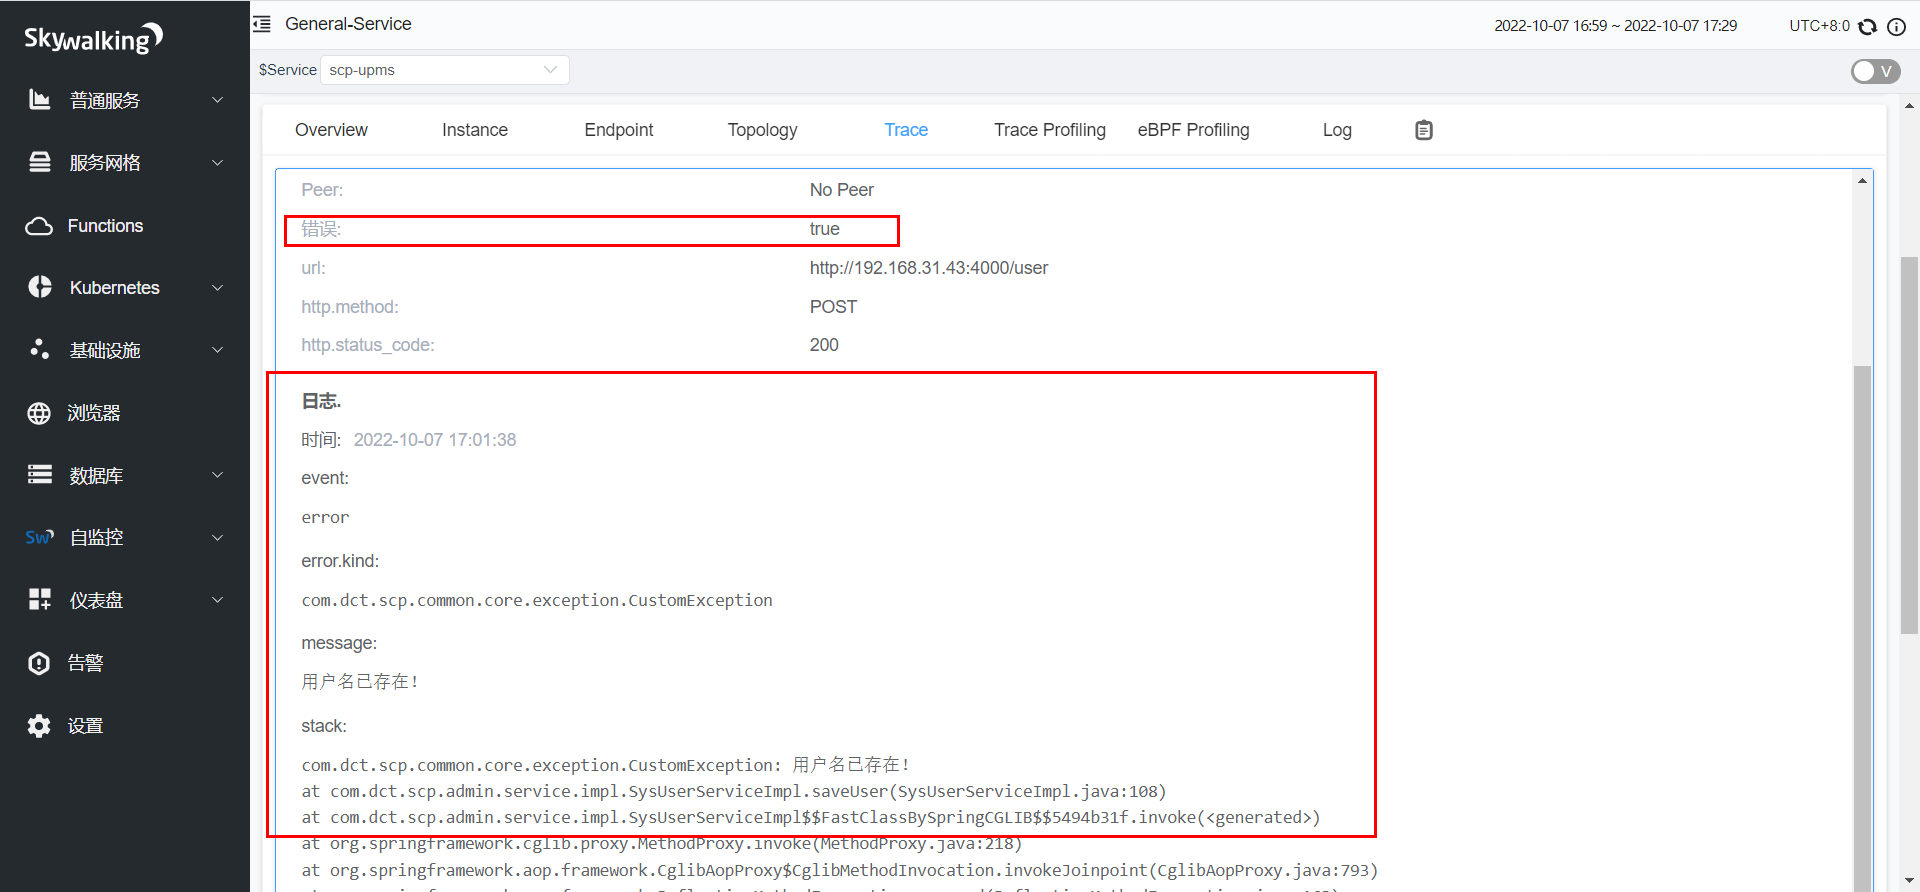 Skywalking
General-Service
2022-10-07 16:59 ~ 2022-10-07 17:29
UTC+8:0
$Service
scp-upms
V
普通服务
服务网格
Functions
Kubernetes
基础设施
浏览器
数据库
Sw
自监控
仪表盘
告警
设置
Overview
Instance
Endpoint
Topology
Trace
Trace Profiling
eBPF Profiling
Log
Peer: No Peer
错误: true
url: http://192.168.31.43:4000/user
http.method: POST
http.status_code: 200
日志.
时间: 2022-10-07 17:01:38
event:
error
error.kind:
com.dct.scp.common.core.exception.CustomException
message:
用户名已存在！
stack:
com.dct.scp.common.core.exception.CustomException: 用户名已存在！
at com.dct.scp.admin.service.impl.SysUserServiceImpl.saveUser(SysUserServiceImpl.java:108)
at com.dct.scp.admin.service.impl.SysUserServiceImpl$$FastClassBySpringCGLIB$$5494b31f.invoke(<generated>)
at org.springframework.cglib.proxy.MethodProxy.invoke(MethodProxy.java:218)
at org.springframework.aop.framework.CglibAopProxy$CglibMethodInvocation.invokeJoinpoint(CglibAopProxy.java:793)